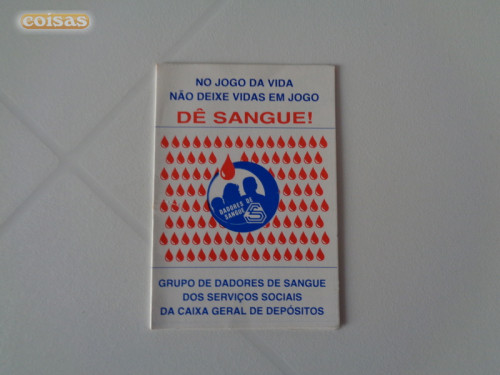 coisas
NO JOGO DA VIDA
NÃO DEIXE VIDAS EM JOGO
DÊ SANGUE!
DADORES DE
SANGUE
GRUPO DE DADORES DE SANGUE
DOS SERVIÇOS SOCIAIS
DA CAIXA GERAL DE DEPÓSITOS